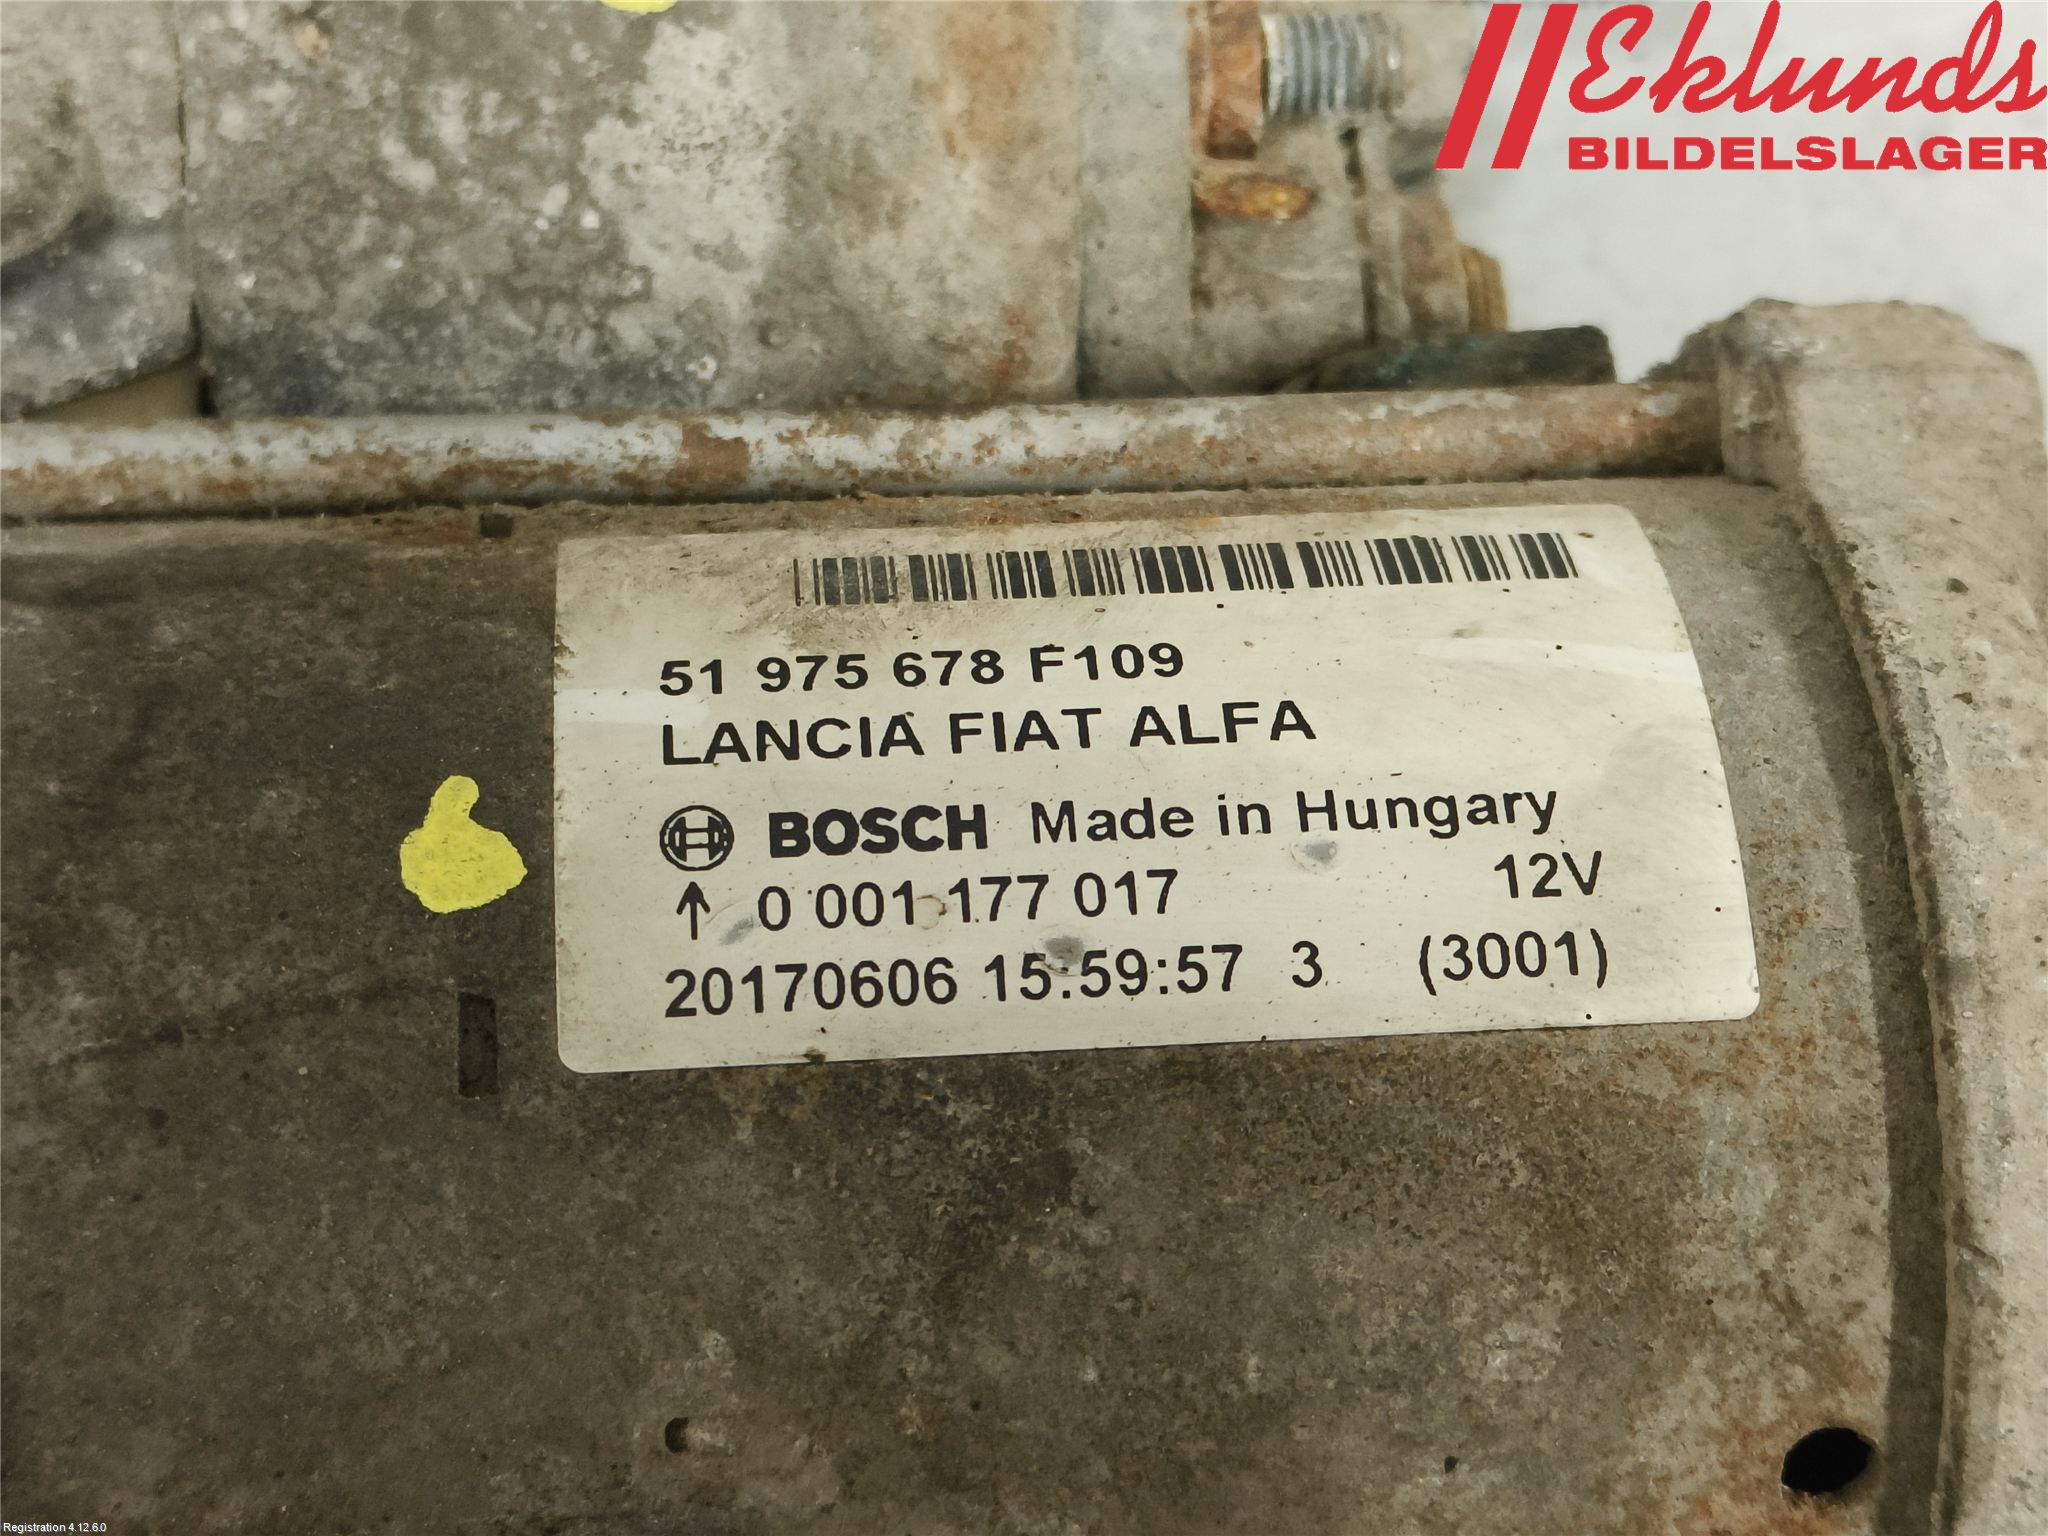 Eklunds
BILDELSLAGER
51 975 678 F109
LANCIA FIAT ALFA
BOSCH Made in Hungary
↑ 0 001 177 017 12V
20170606 15:59:57 3 (3001)
Registration 4.12.6.0